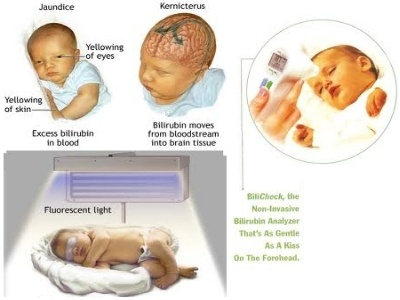 Jaundice
Yellowing
of eyes
Yellowing
of skin
Excess bilirubin
in blood
Kernicterus
Bilirubin moves
from bloodstream
into brain tissue
Fluorescent light
BiliCheck, the
Non-Invasive
Bilirubin Analyzer
That's As Gentle
As A Kiss
On The Forehead.